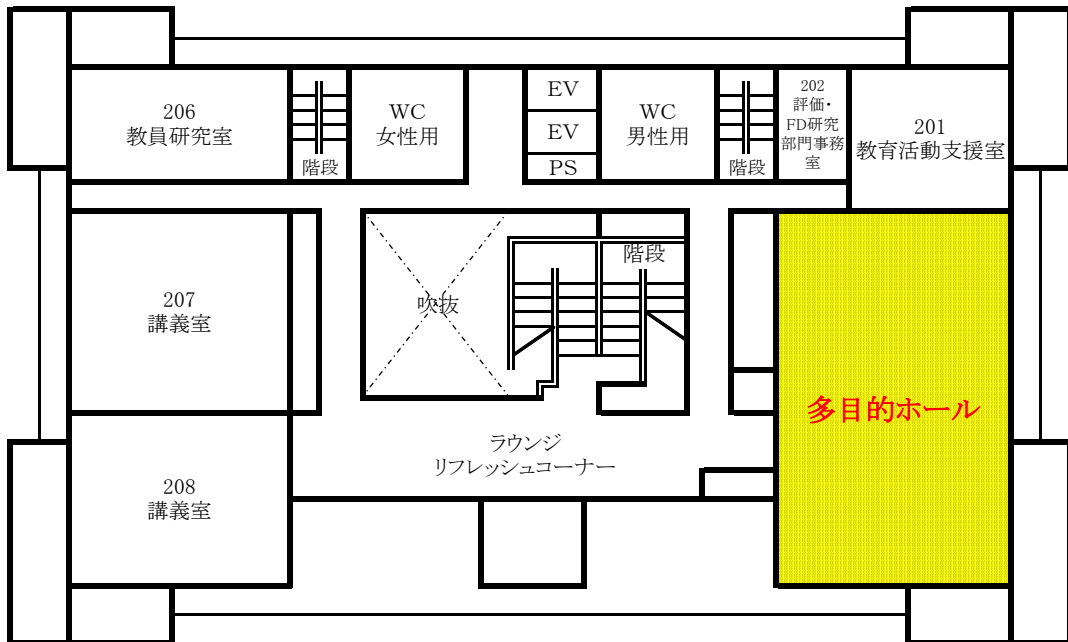 206
教員研究室
階段
WC
女性用
EV
EV
PS
WC
男性用
階段
202
評価・
FD研究
部門事務
室
201
教育活動支援室
207
講義室
吹抜
階段
多目的ホール
ラウンジ
リフレッシュコーナー
208
講義室